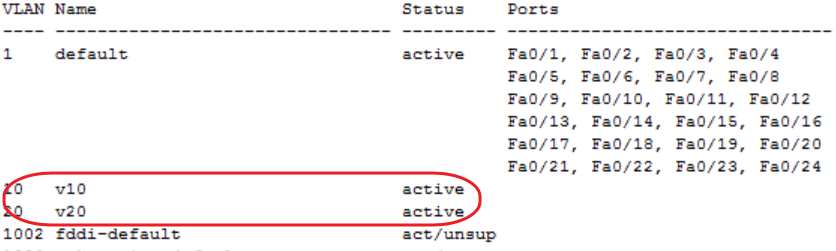 VLAN Name                             Status    Ports
---- -------------------------------- --------- -------------------------------
1    default                          active    Fa0/1, Fa0/2, Fa0/3, Fa0/4
                                                Fa0/5, Fa0/6, Fa0/7, Fa0/8
                                                Fa0/9, Fa0/10, Fa0/11, Fa0/12
                                                Fa0/13, Fa0/14, Fa0/15, Fa0/16
                                                Fa0/17, Fa0/18, Fa0/19, Fa0/20
                                                Fa0/21, Fa0/22, Fa0/23, Fa0/24
10   v10                              active
20   v20                              active
1002 fddi-default                     act/unsup